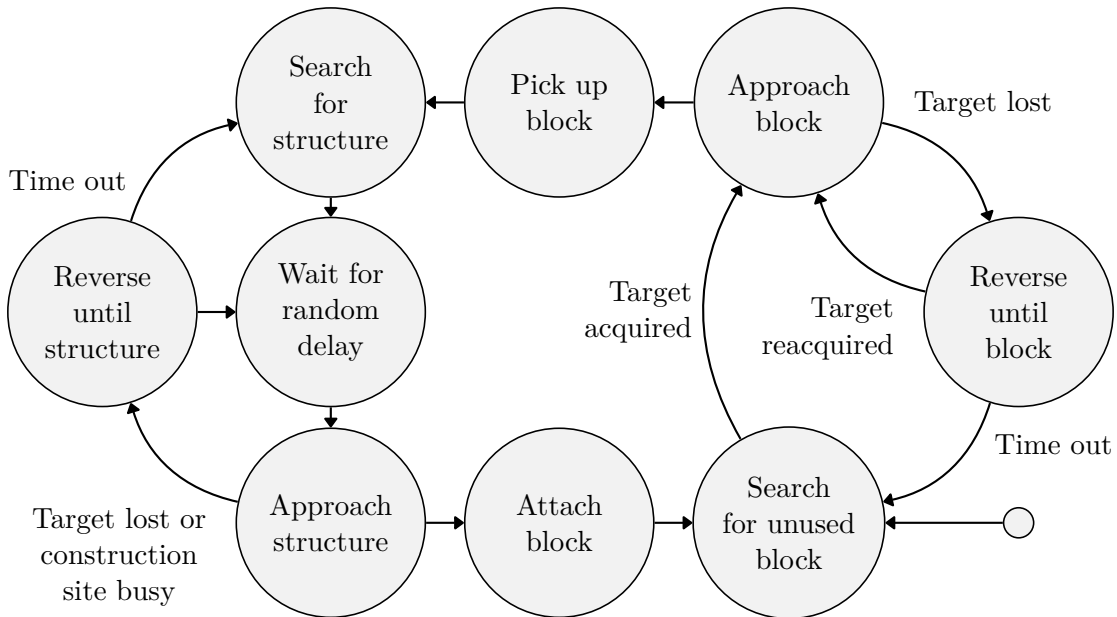 Search
for
structure
Pick up
block
Approach
block
Target lost
Time out
Reverse
until
structure
Wait for
random
delay
Target
acquired
Target
reacquired
Reverse
until
block
Time out
Target lost or
construction
site busy
Approach
structure
Attach
block
Search
for unused
block